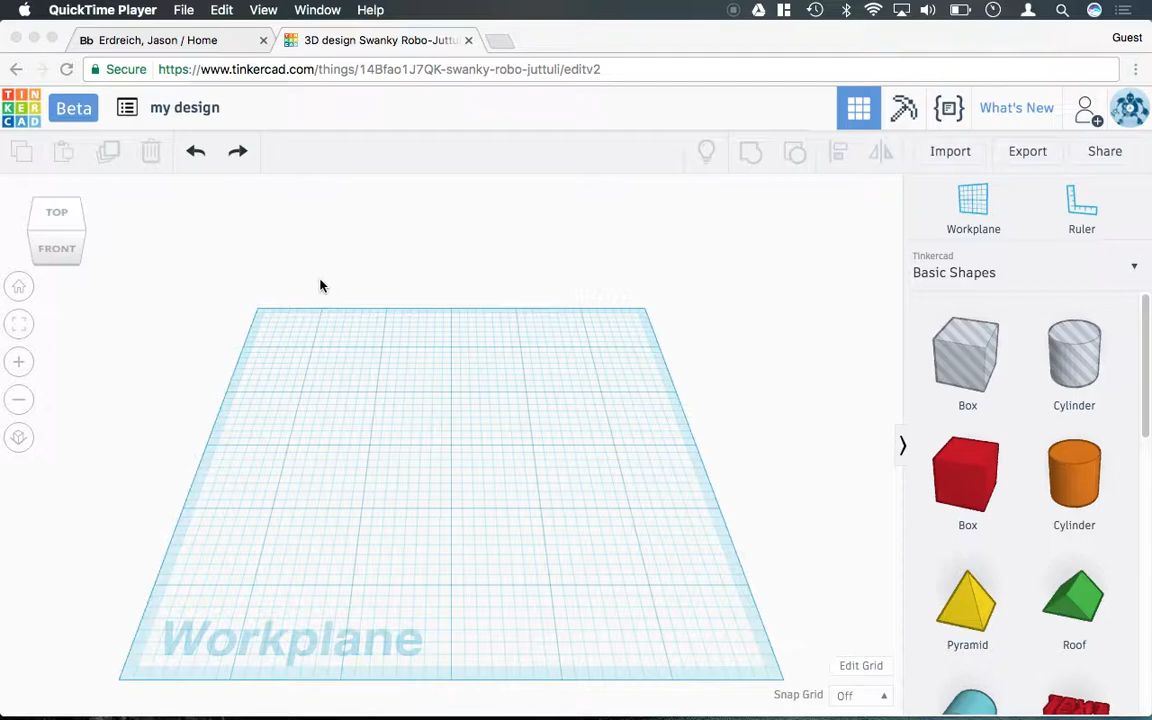 QuickTime Player File Edit View Window Help
Bb Erdreich, Jason / Home
3D design Swanky Robo-Juttu
Guest
Secure https://www.tinkercad.com/things/14Bfao1J7QK-swanky-robo-juttuli/editv2
TIN
KER
CAD
Beta
my design
What's New
Import Export Share
TOP
FRONT
Workplane Ruler
Tinkercad
Basic Shapes
Box Cylinder
Box Cylinder
Pyramid Roof
Workplane
Edit Grid
Snap Grid Off